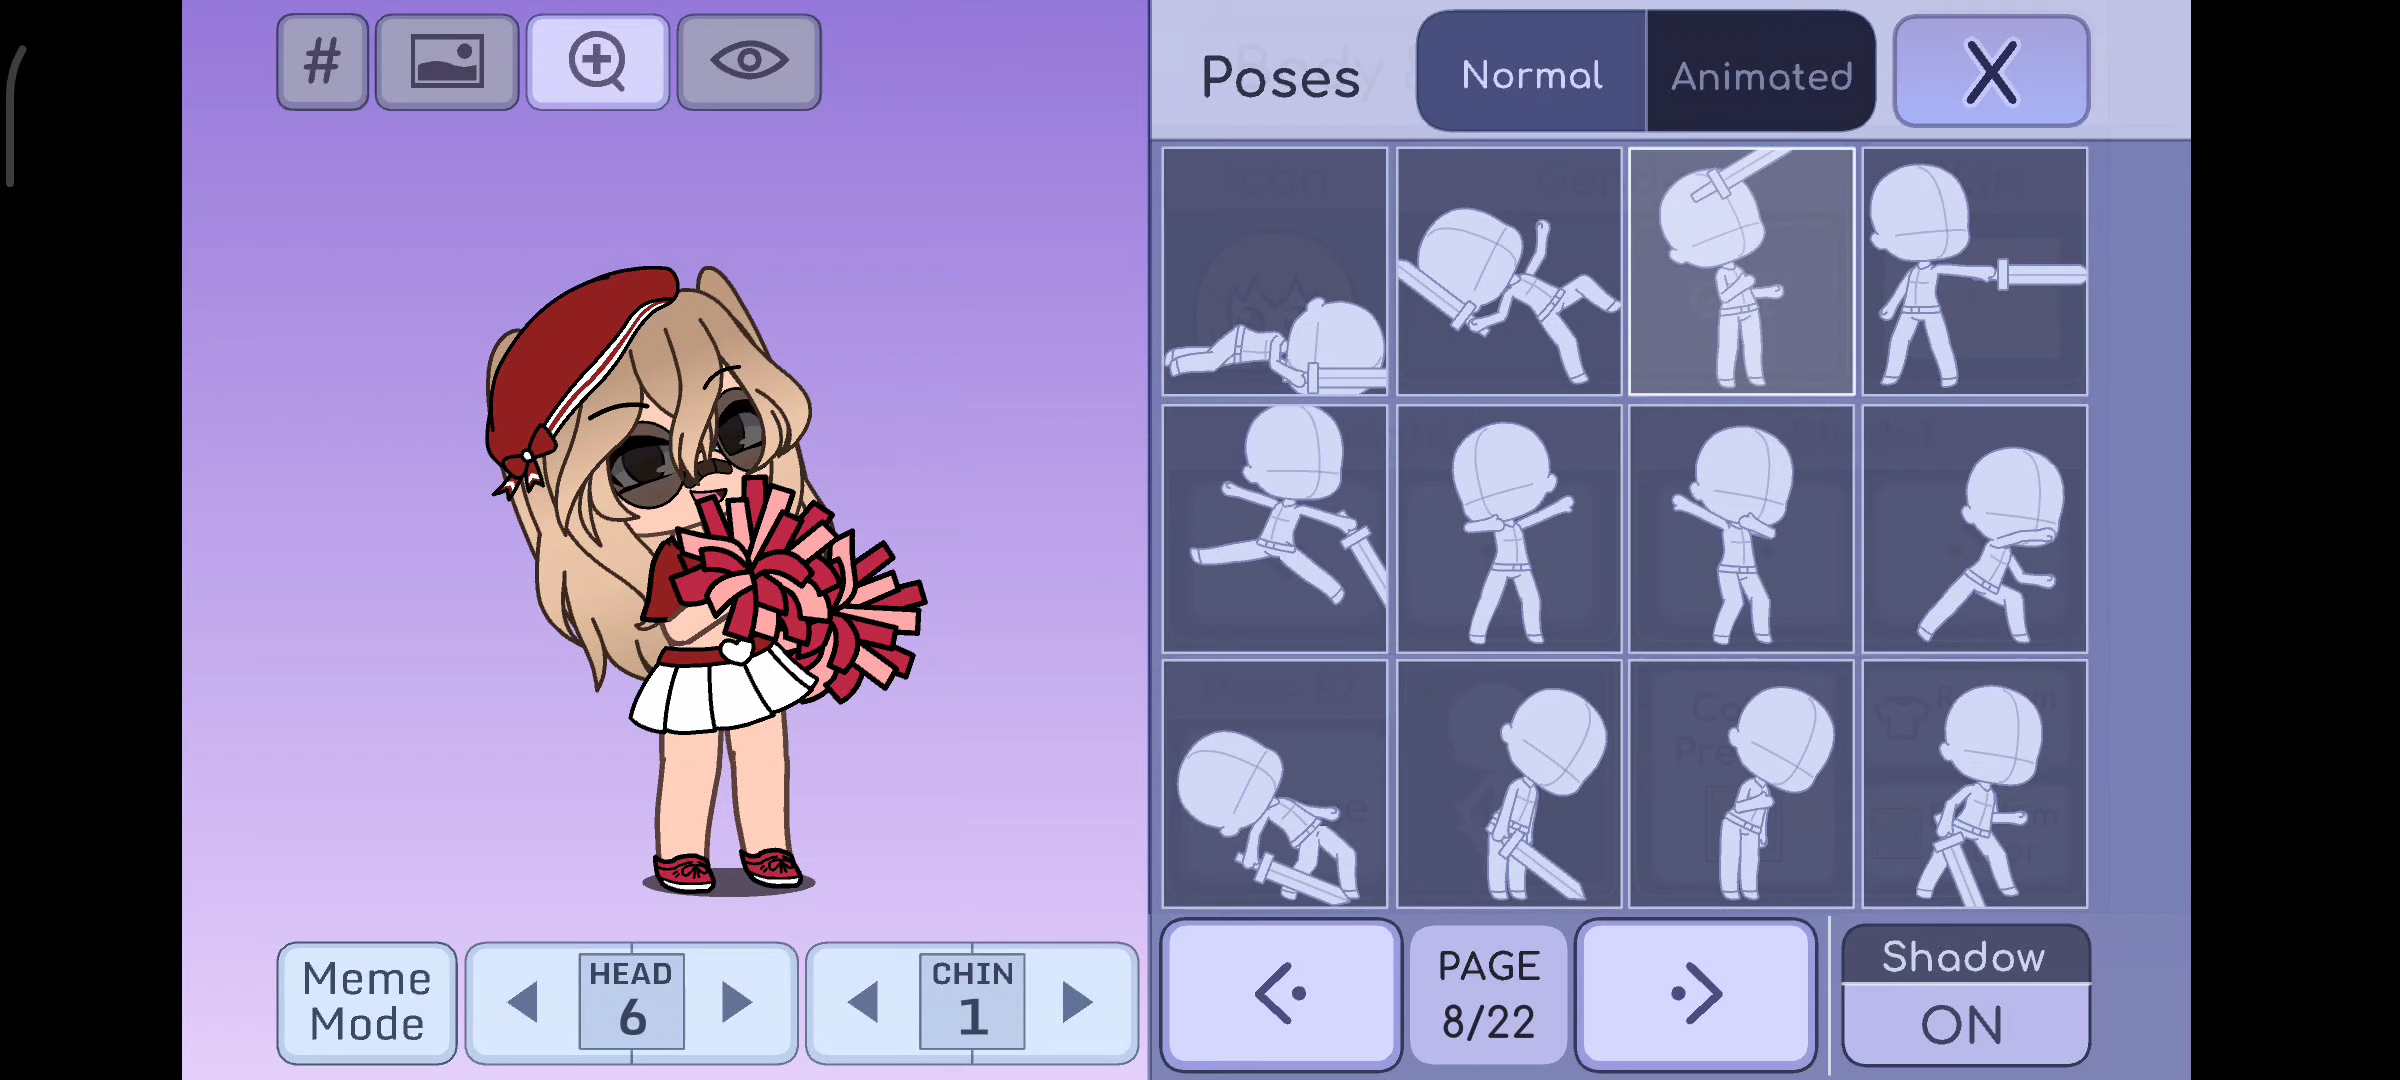 #
Poses
Normal
Animated
X
Meme
Mode
HEAD
6
CHIN
1
PAGE
8/22
Shadow
ON